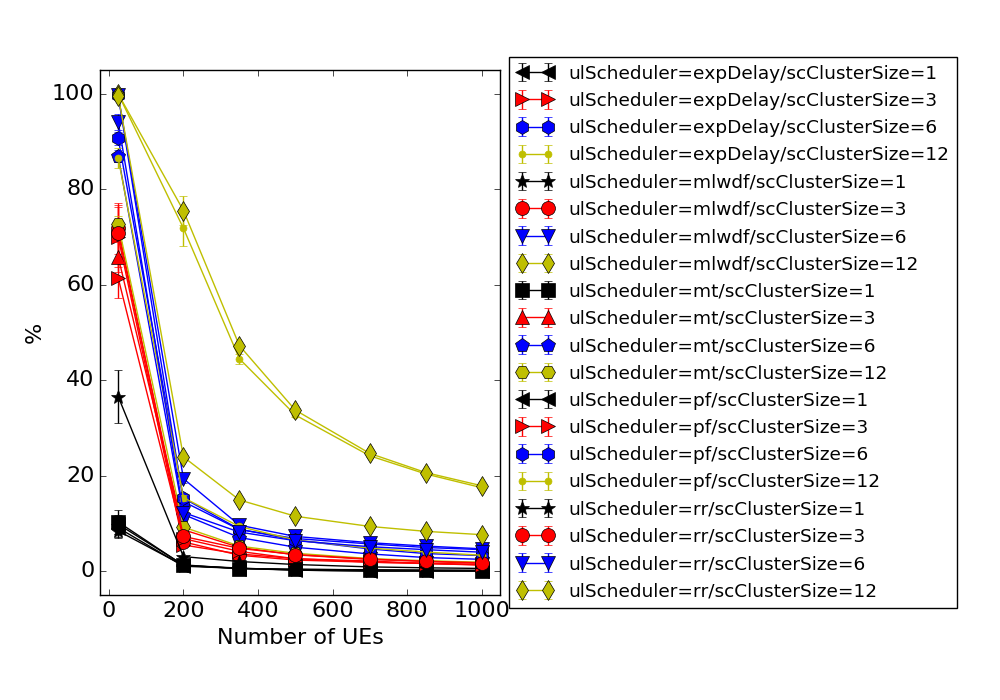 100
80
60
40
20
0
%
0 200 400 600 800 1000
Number of UEs
ulScheduler=expDelay/scClusterSize=1
ulScheduler=expDelay/scClusterSize=3
ulScheduler=expDelay/scClusterSize=6
ulScheduler=expDelay/scClusterSize=12
ulScheduler=mlwdf/scClusterSize=1
ulScheduler=mlwdf/scClusterSize=3
ulScheduler=mlwdf/scClusterSize=6
ulScheduler=mlwdf/scClusterSize=12
ulScheduler=mt/scClusterSize=1
ulScheduler=mt/scClusterSize=3
ulScheduler=mt/scClusterSize=6
ulScheduler=mt/scClusterSize=12
ulScheduler=pf/scClusterSize=1
ulScheduler=pf/scClusterSize=3
ulScheduler=pf/scClusterSize=6
ulScheduler=pf/scClusterSize=12
ulScheduler=rr/scClusterSize=1
ulScheduler=rr/scClusterSize=3
ulScheduler=rr/scClusterSize=6
ulScheduler=rr/scClusterSize=12